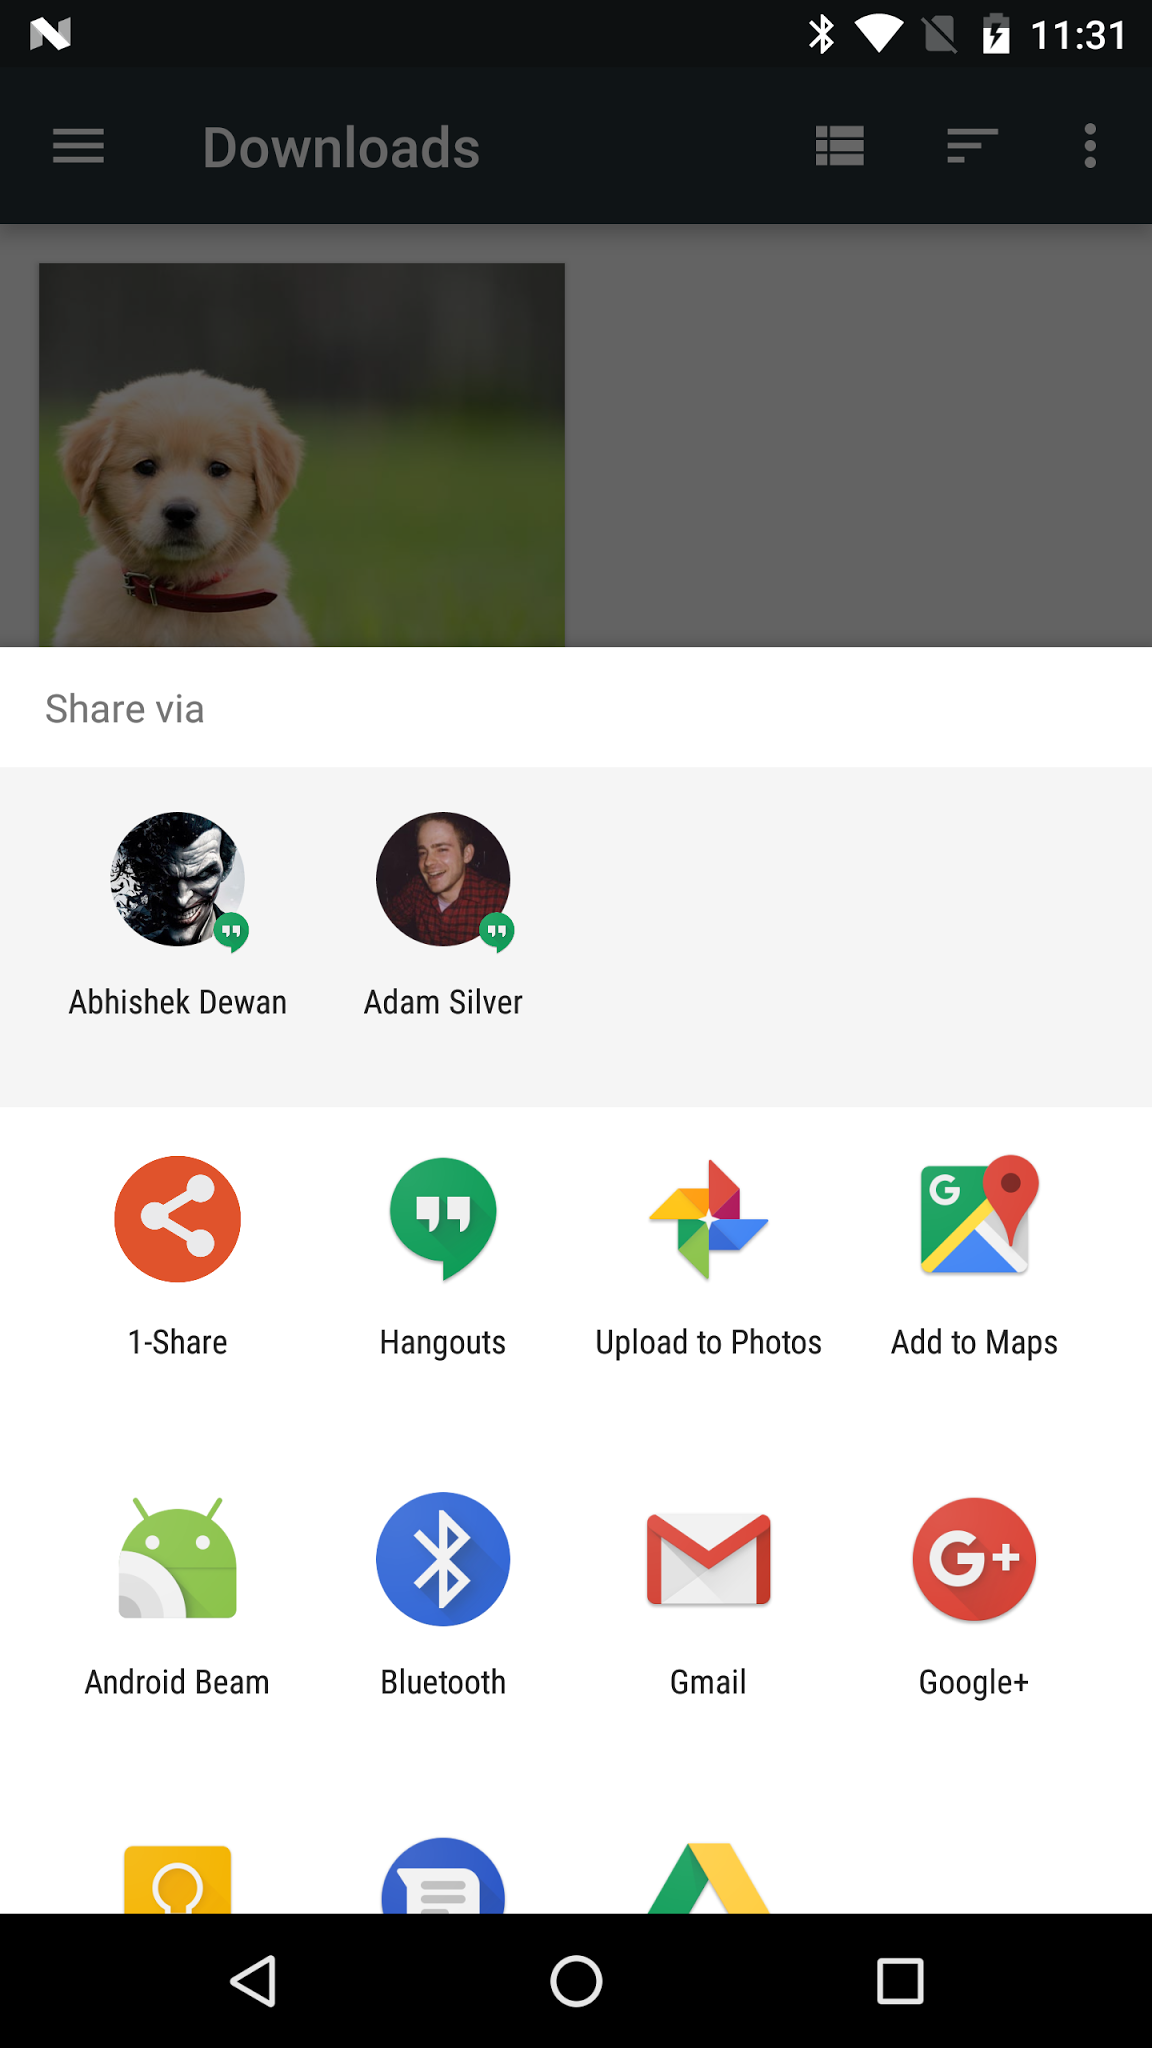 11:31
Downloads
Share via
Abhishek Dewan
Adam Silver
1-Share
Hangouts
Upload to Photos
Add to Maps
Android Beam
Bluetooth
Gmail
Google+